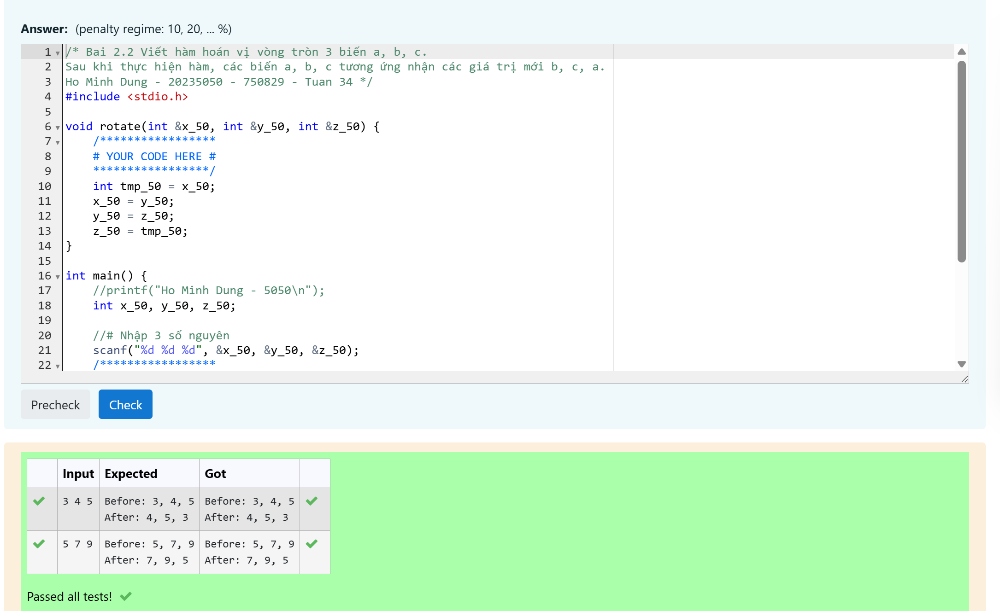 Answer: (penalty regime: 10, 20, ... %)
1 /* Bai 2.2 Viết hàm hoán vị vòng tròn 3 biến a, b, c.
2 Sau khi thực hiện hàm, các biến a, b, c tương ứng nhận các giá trị mới b, c, a.
3 Ho Minh Dung - 20235050 - 750829 - Tuan 34 */
4 #include <stdio.h>
5
6 void rotate(int &x_50, int &y_50, int &z_50) {
7     /*****************
8     # YOUR CODE HERE #
9     *****************/
10     int tmp_50 = x_50;
11     x_50 = y_50;
12     y_50 = z_50;
13     z_50 = tmp_50;
14 }
15
16 int main() {
17     //printf("Ho Minh Dung - 5050\n");
18     int x_50, y_50, z_50;
19
20     //# Nhập 3 số nguyên
21     scanf("%d %d %d", &x_50, &y_50, &z_50);
22     /*****************
Precheck Check
Input Expected Got
3 4 5 Before: 3, 4, 5 Before: 3, 4, 5
After: 4, 5, 3 After: 4, 5, 3
5 7 9 Before: 5, 7, 9 Before: 5, 7, 9
After: 7, 9, 5 After: 7, 9, 5
Passed all tests!